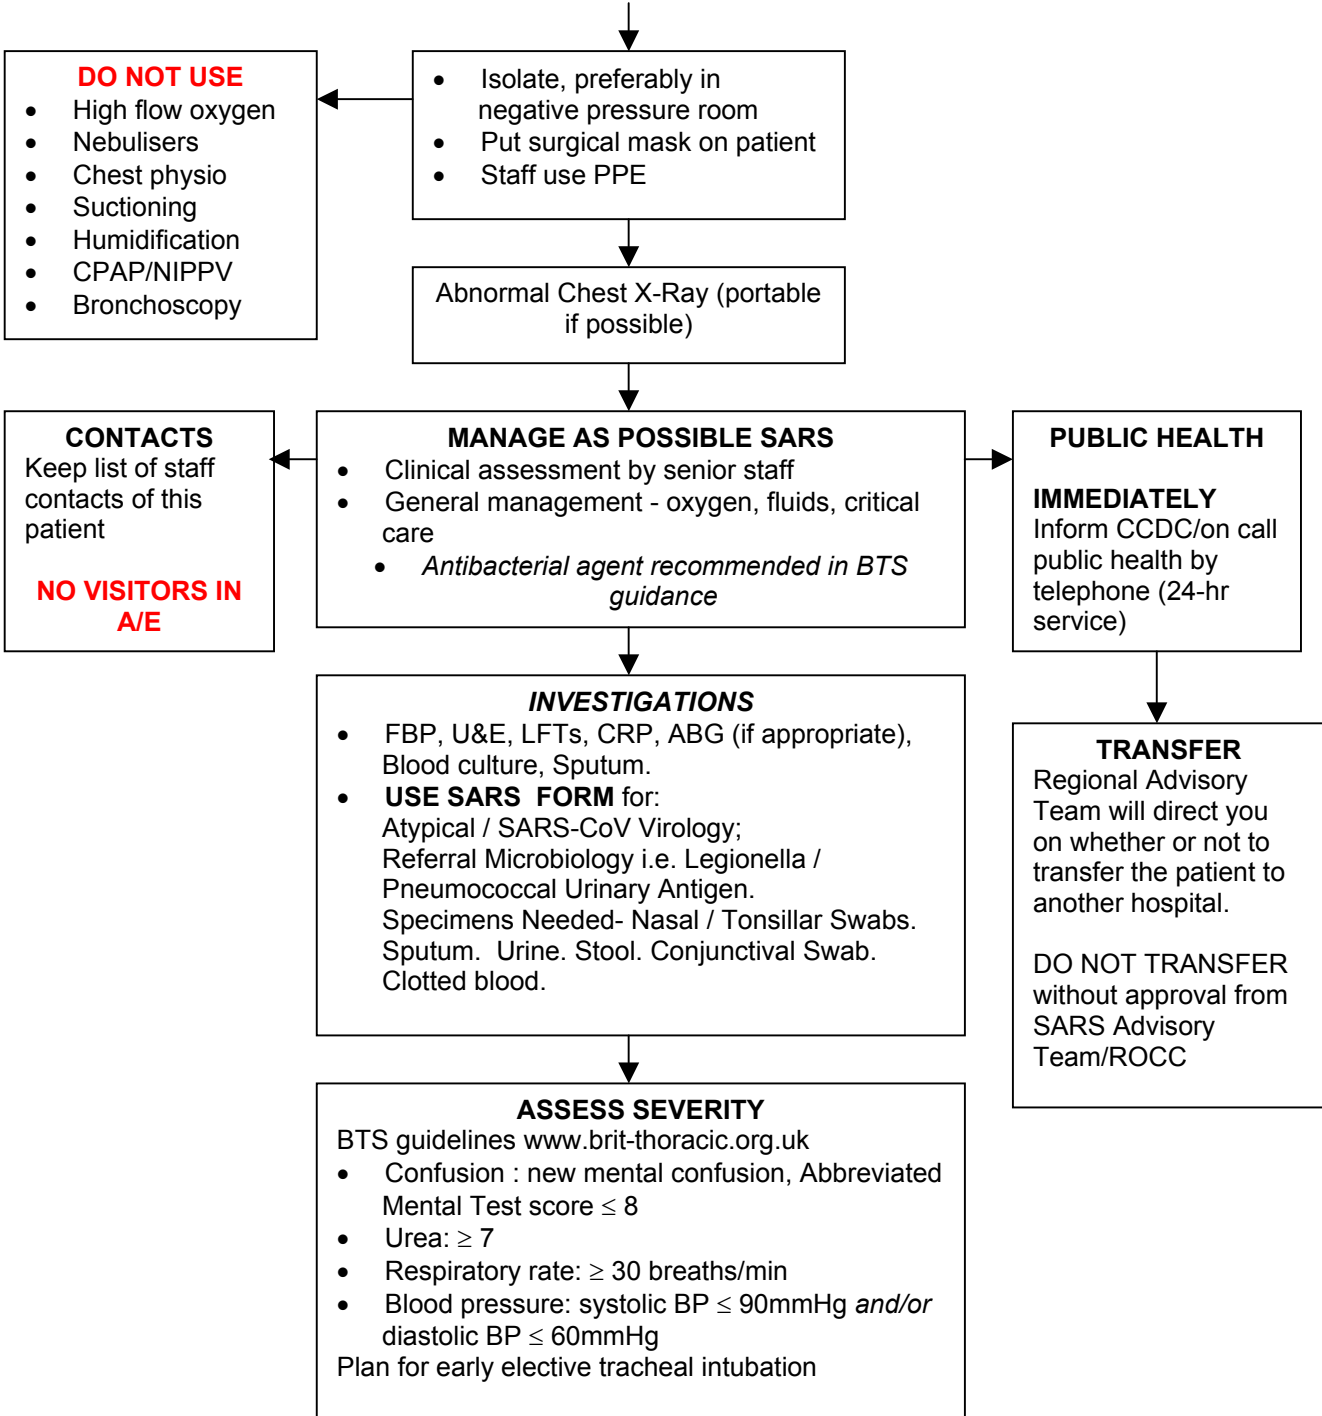 DO NOT USE
• High flow oxygen
• Nebulisers
• Chest physio
• Suctioning
• Humidification
• CPAP/NIPPV
• Bronchoscopy
• Isolate, preferably in
negative pressure room
• Put surgical mask on patient
• Staff use PPE
Abnormal Chest X-Ray (portable
if possible)
CONTACTS
Keep list of staff
contacts of this
patient
NO VISITORS IN
A/E
MANAGE AS POSSIBLE SARS
• Clinical assessment by senior staff
• General management - oxygen, fluids, critical
care
• Antibacterial agent recommended in BTS
guidance
PUBLIC HEALTH
IMMEDIATELY
Inform CCDC/on call
public health by
telephone (24-hr
service)
INVESTIGATIONS
• FBP, U&E, LFTs, CRP, ABG (if appropriate),
Blood culture, Sputum.
• USE SARS FORM for:
Atypical / SARS-CoV Virology;
Referral Microbiology i.e. Legionella /
Pneumococcal Urinary Antigen.
Specimens Needed- Nasal / Tonsillar Swabs.
Sputum. Urine. Stool. Conjunctival Swab.
Clotted blood.
TRANSFER
Regional Advisory
Team will direct you
on whether or not to
transfer the patient to
another hospital.
DO NOT TRANSFER
without approval from
SARS Advisory
Team/ROCC
ASSESS SEVERITY
BTS guidelines www.brit-thoracic.org.uk
• Confusion : new mental confusion, Abbreviated
Mental Test score ≤ 8
• Urea: ≥ 7
• Respiratory rate: ≥ 30 breaths/min
• Blood pressure: systolic BP ≤ 90mmHg and/or
diastolic BP ≤ 60mmHg
Plan for early elective tracheal intubation